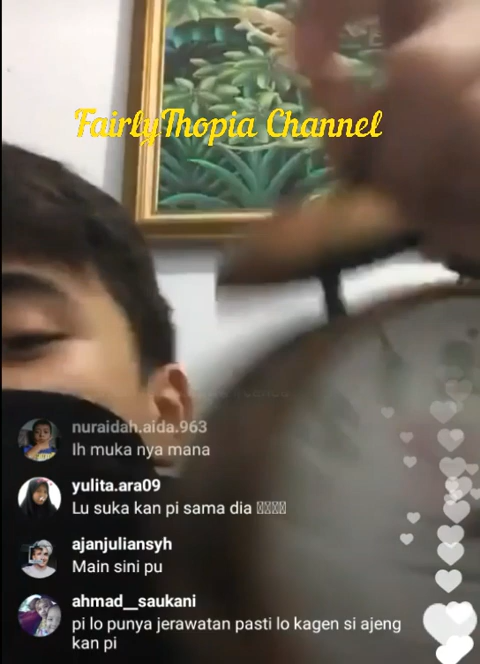 FairlyThopia Channel
nuraidah.aida.963
Ih muka nya mana
yulita.ara09
Lu suka kan pi sama dia
ajanjuliansyh
Main sini pu
ahmad__saukani
pi lo punya jerawatan pasti lo kagen si ajeng
kan pi